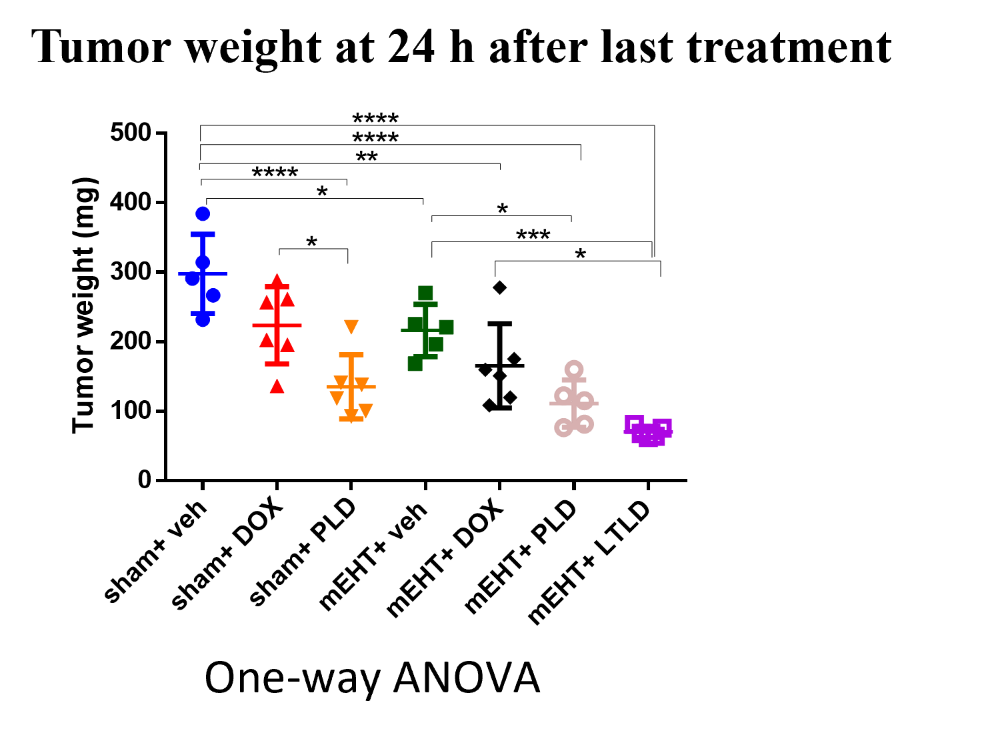 Tumor weight at 24 h after last treatment
****
****
**
****
*
*
*
***
*
Tumor weight (mg)
500
400
300
200
100
0
sham+ veh
sham+ DOX
sham+ PLD
mEHT+ veh
mEHT+ DOX
mEHT+ PLD
mEHT+ LTLD
One-way ANOVA